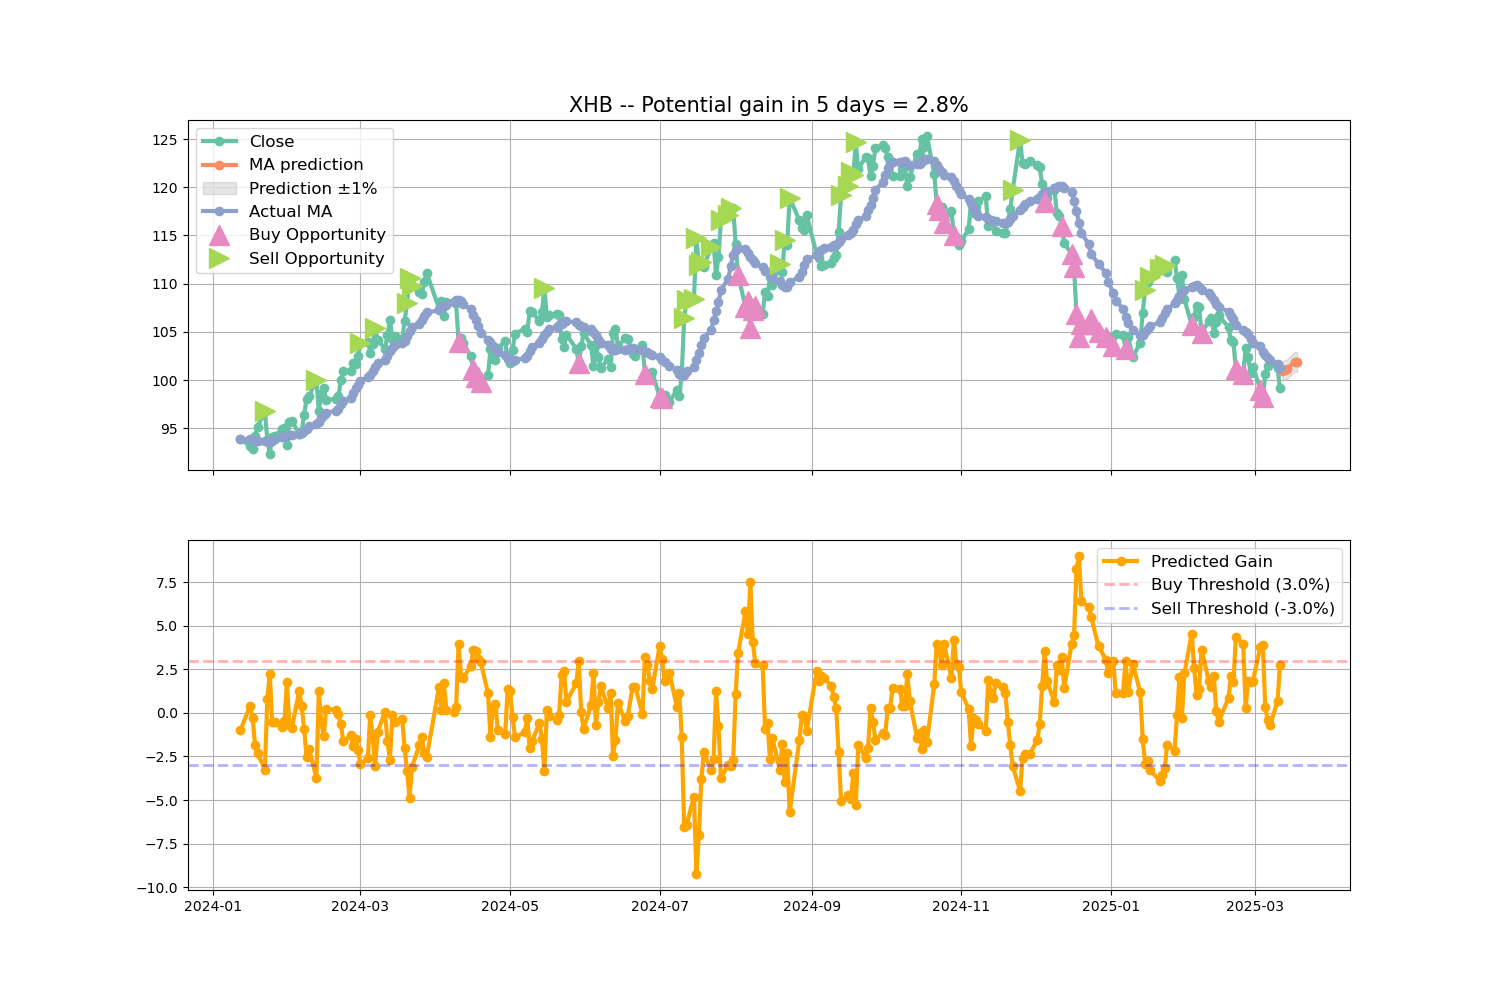 XHB -- Potential gain in 5 days = 2.8%
125
120
115
110
105
100
95
Close
MA prediction
Prediction ±1%
Actual MA
Buy Opportunity
Sell Opportunity
7.5
5.0
2.5
0.0
−2.5
−5.0
−7.5
−10.0
Predicted Gain
Buy Threshold (3.0%)
Sell Threshold (-3.0%)
2024-01
2024-03
2024-05
2024-07
2024-09
2024-11
2025-01
2025-03